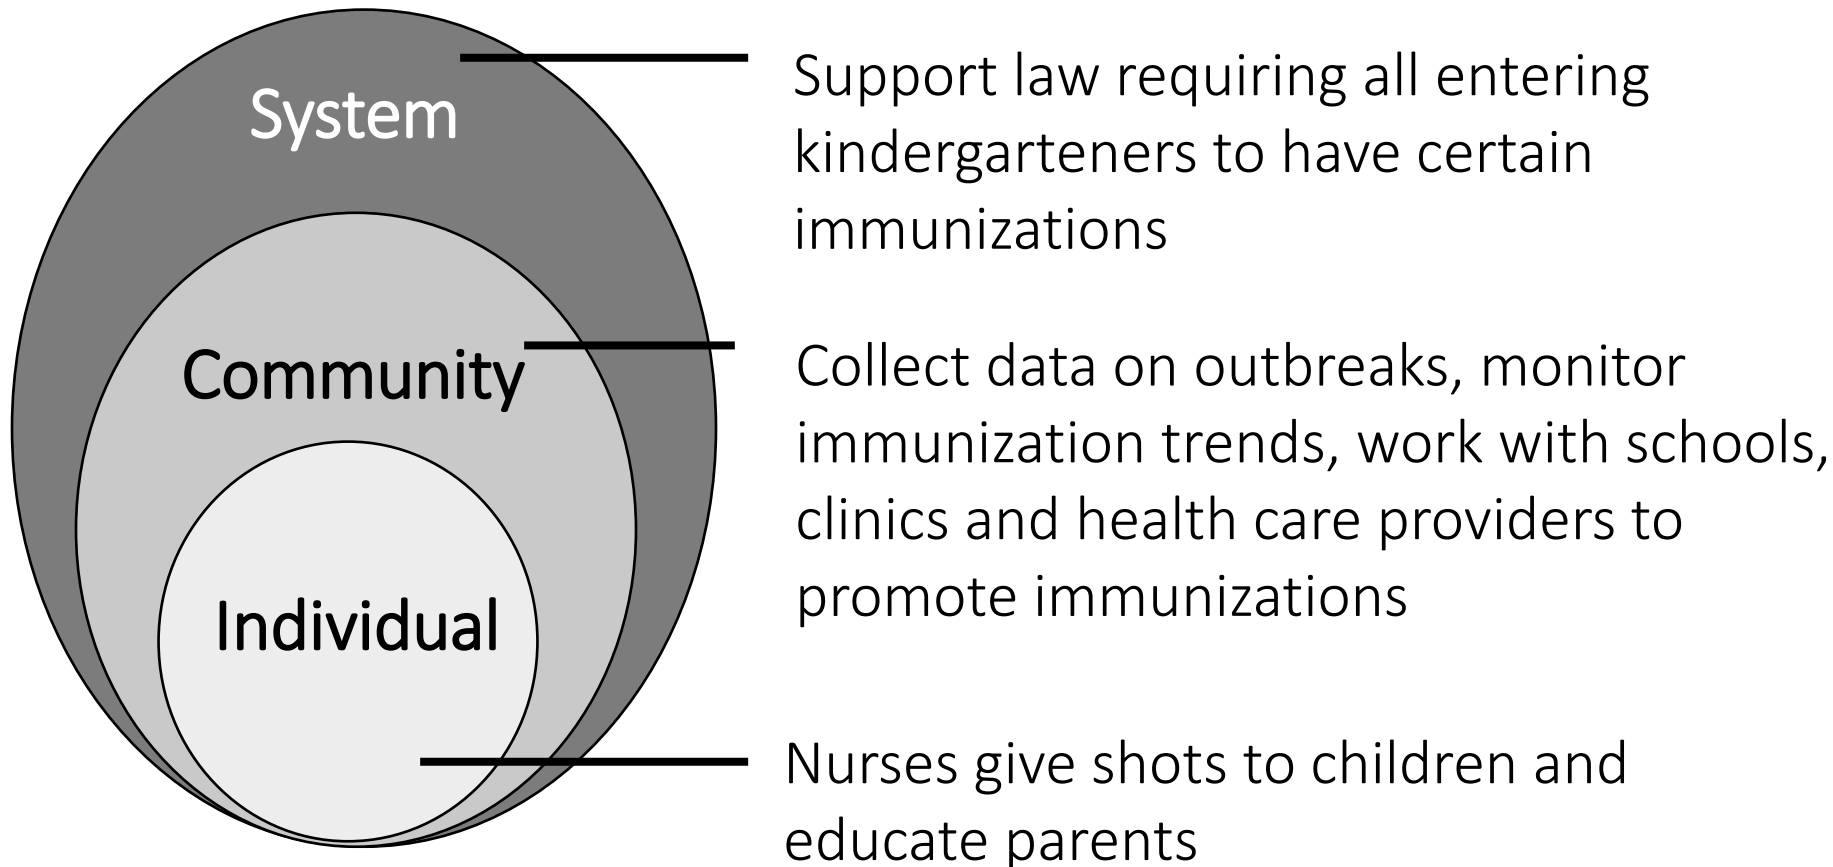 System
Support law requiring all entering
kindergarteners to have certain
immunizations
Community
Collect data on outbreaks, monitor
immunization trends, work with schools,
clinics and health care providers to
promote immunizations
Individual
Nurses give shots to children and
educate parents